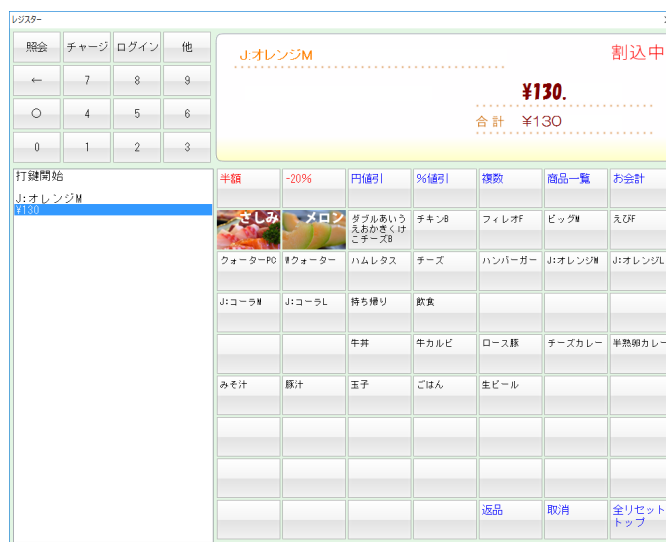 レジスター
照会 チャージ ログイン 他
← 7 8 9
○ 4 5 6
0 1 2 3
J:オレンジM
割込中
¥130.
合計 ¥130
打鍵開始
J:オレンジM
¥130
半額 -20% 円値引 %値引 複数 商品一覧 お会計
さしみ メロン ダブルあいう チキンB フィレオF ビッグM えびF
えおかきくけ
こチーズB
クォーターPC Wクォーター ハムレタス チーズ ハンバーガー J:オレンジM J:オレンジL
J:コーラM J:コーラL 持ち帰り 飲食
牛丼 牛カルビ ロース豚 チーズカレー 半熟卵カレー
みそ汁 豚汁 玉子 ごはん 生ビール
返品 取消 全リセット
トップ